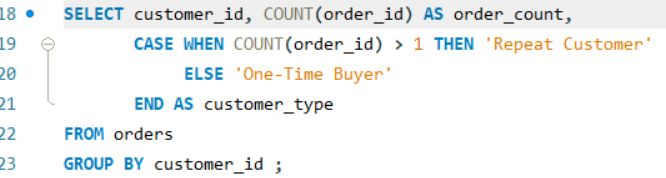 18 SELECT customer_id, COUNT(order_id) AS order_count,
19 CASE WHEN COUNT(order_id) > 1 THEN 'Repeat Customer'
20 ELSE 'One-Time Buyer'
21 END AS customer_type
22 FROM orders
23 GROUP BY customer_id ;